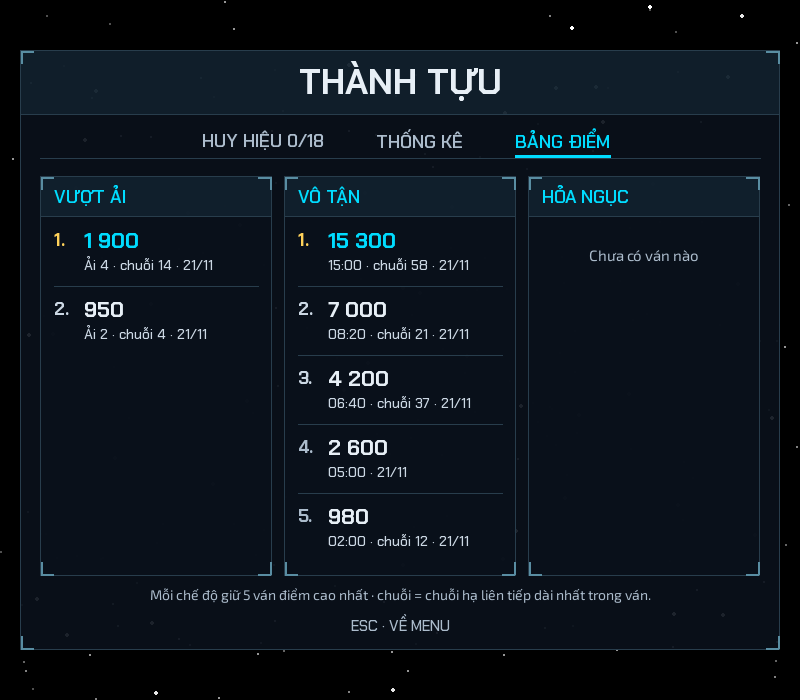 THÀNH TỰU
HUY HIỆU 0/18
THỐNG KÊ
BẢNG ĐIỂM
VƯỢT ẢI
1. 1 900
Ải 4 · chuỗi 14 · 21/11
2. 950
Ải 2 · chuỗi 4 · 21/11
VÔ TẬN
1. 15 300
15:00 · chuỗi 58 · 21/11
2. 7 000
08:20 · chuỗi 21 · 21/11
3. 4 200
06:40 · chuỗi 37 · 21/11
4. 2 600
05:00 · 21/11
5. 980
02:00 · chuỗi 12 · 21/11
HỎA NGỤC
Chưa có ván nào
Mỗi chế độ giữ 5 ván điểm cao nhất · chuỗi = chuỗi hạ liên tiếp dài nhất trong ván.
ESC · VỀ MENU